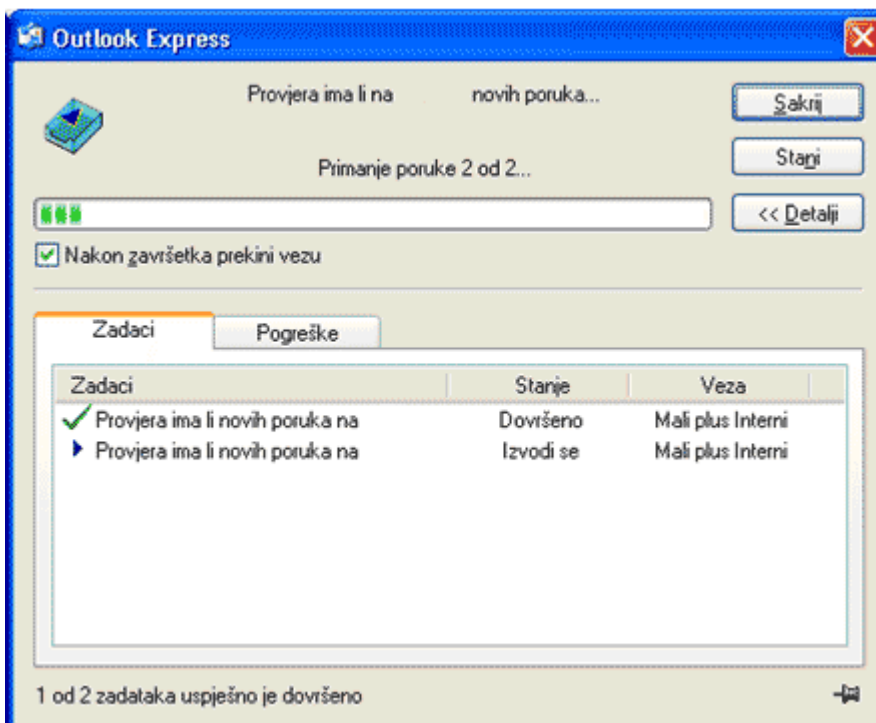 Outlook Express
Provjera ima li na novih poruka...
Sakrij
Primanje poruke 2 od 2...
Stani
<< Detalji
Nakon završetka prekini vezu
Zadaci Pogreške
Zadaci Stanje Veza
Provjera ima li novih poruka na Dovršeno Mali plus Interni
Provjera ima li novih poruka na Izvodi se Mali plus Interni
1 od 2 zadataka uspješno je dovršeno